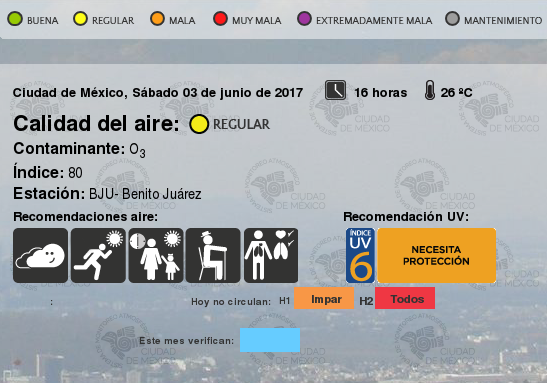 BUENA REGULAR MALA MUY MALA EXTREMADAMENTE MALA MANTENIMIENTO
Ciudad de México, Sábado 03 de junio de 2017 16 horas 26 ºC
Calidad del aire: REGULAR
Contaminante: O3
Índice: 80
Estación: BJU- Benito Juárez
Recomendaciones aire: Recomendación UV:
ÍNDICE
UV
6
NECESITA
PROTECCIÓN
: Hoy no circulan: H1 Impar H2 Todos
Este mes verifican: